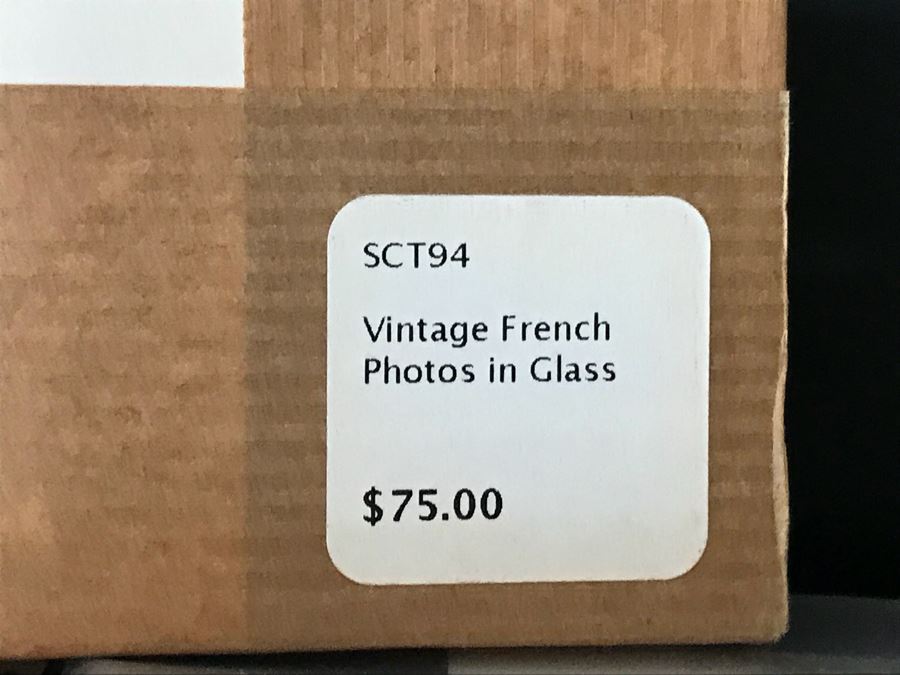 SCT94
Vintage French
Photos in Glass
$75.00